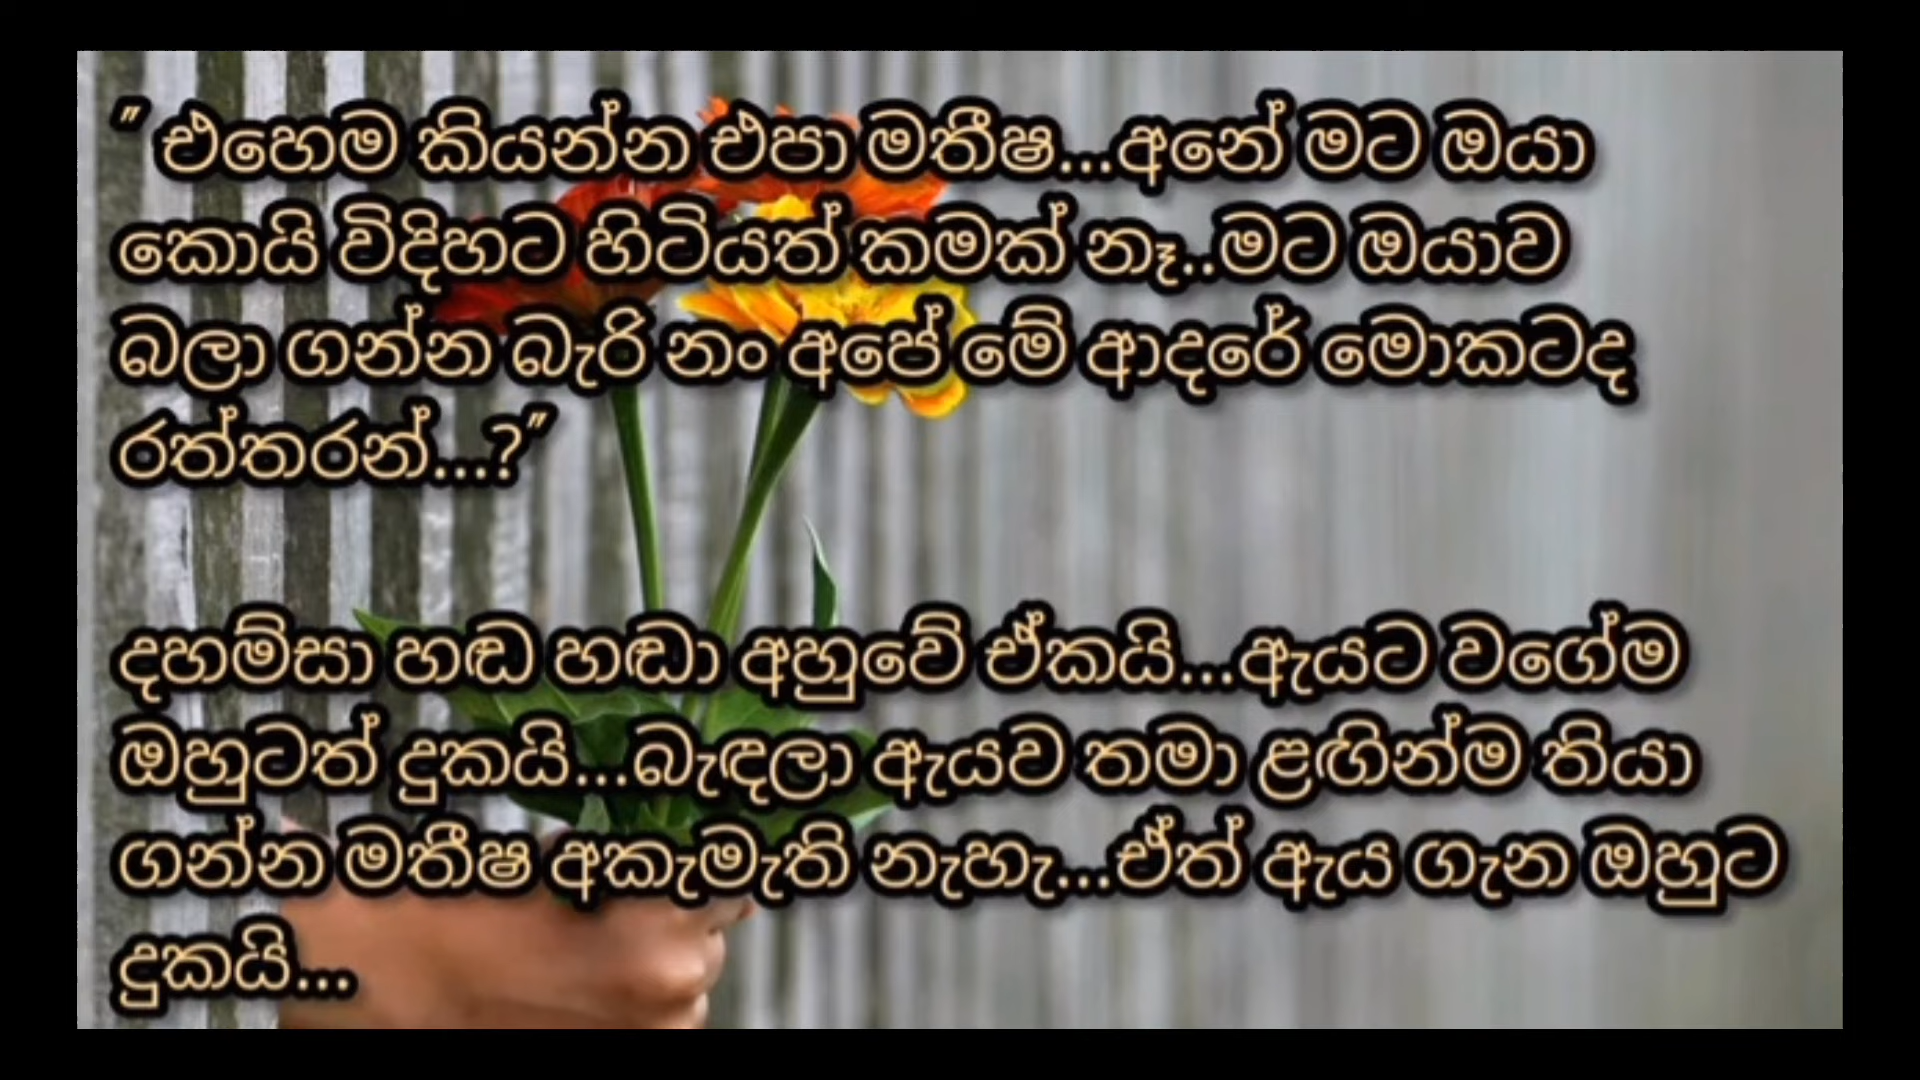 " එහෙම කියන්න එපා මතීෂ...අනේ මට ඔයා
කොයි විදිහට හිටියත් කමක් නෑ..මට ඔයාව
බලා ගන්න බැරි නං අපේ මේ ආදරේ මොකටද
රත්තරන්...?"
දහම්සා හඬ හඬා අහුවේ ඒකයි...ඇයට වගේම
ඔහුටත් දුකයි...බැඳලා ඇයව තමා ළඟින්ම තියා
ගන්න මතීෂ අකැමැති නැහැ...ඒත් ඇය ගැන ඔහුට
දුකයි...